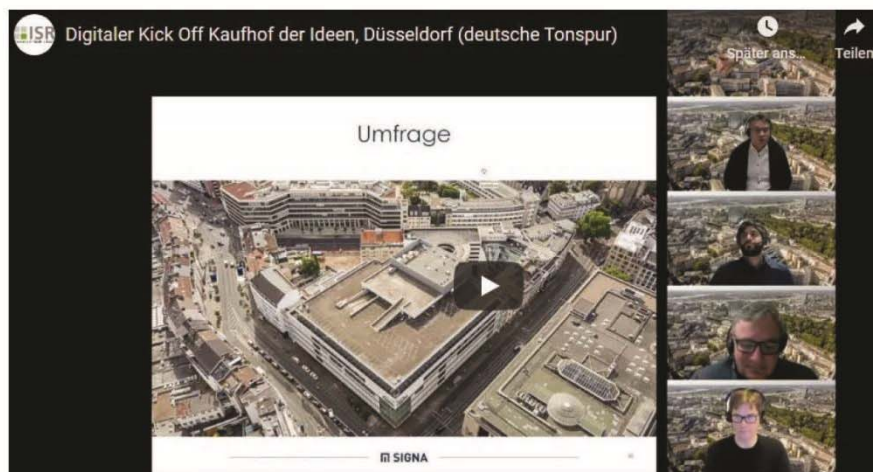 ISR
Digitaler Kick Off Kaufhof der Ideen, Düsseldorf (deutsche Tonspur)
Später ans...
Teilen
Umfrage
SIGNA